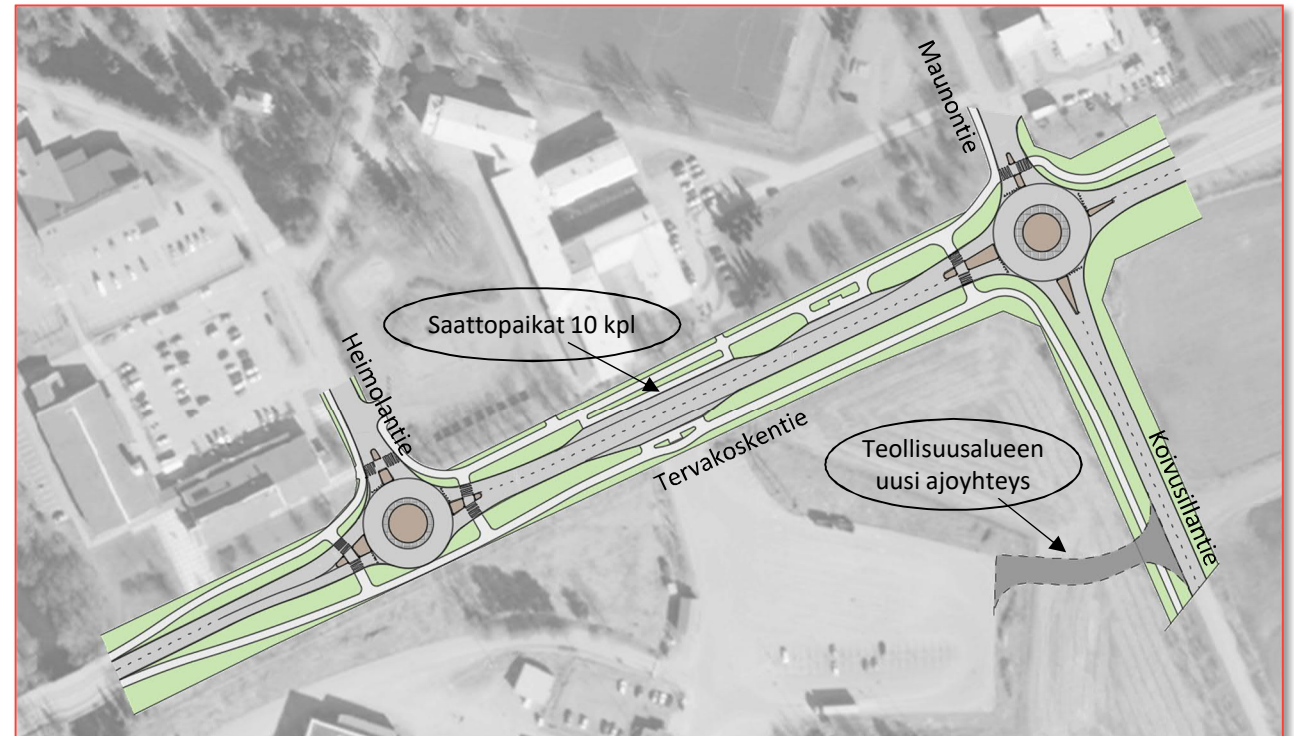 Maunontie
Saattopaikat 10 kpl
Heimolantie
Tervakoskentie
Teollisuusalueen
uusi ajoyhteys
Koivusillantie